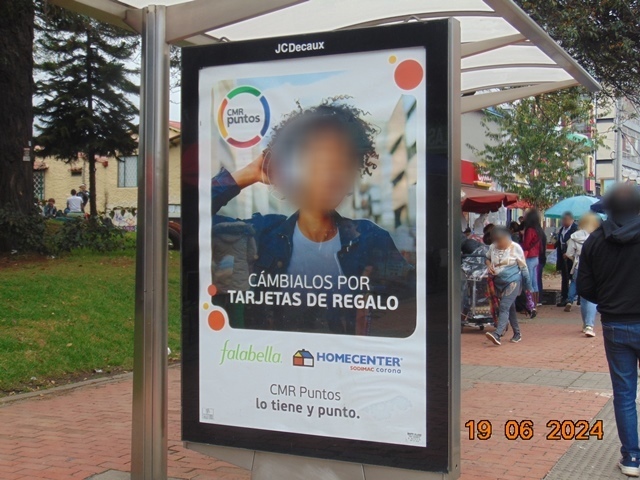 JCDecaux
CMR
puntos
CÁMBIALOS POR
TARJETAS DE REGALO
falabella.
HOMECENTER
SODIMAC corona
CMR Puntos
lo tiene y punto.
19 06 2024